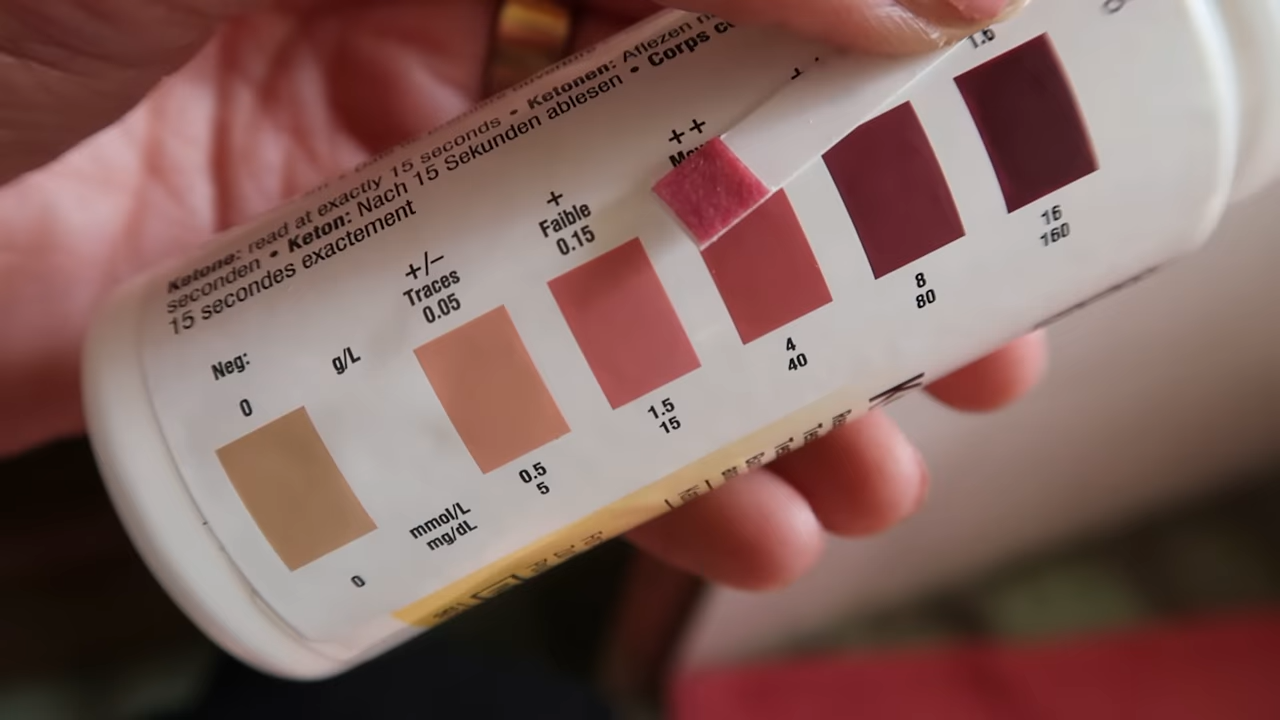 Ketone: read at exactly 15 seconds • Ketonen: Aflezen
seconden • Keton: Nach 15 Sekunden ablesen • Corps
15 secondes exactement
Neg:
0
g/L
+/–
Traces
0.05
+
Faible
0.15
++
1.6
0
mmol/L
mg/dL
0.5
5
1.5
15
4
40
8
80
16
160